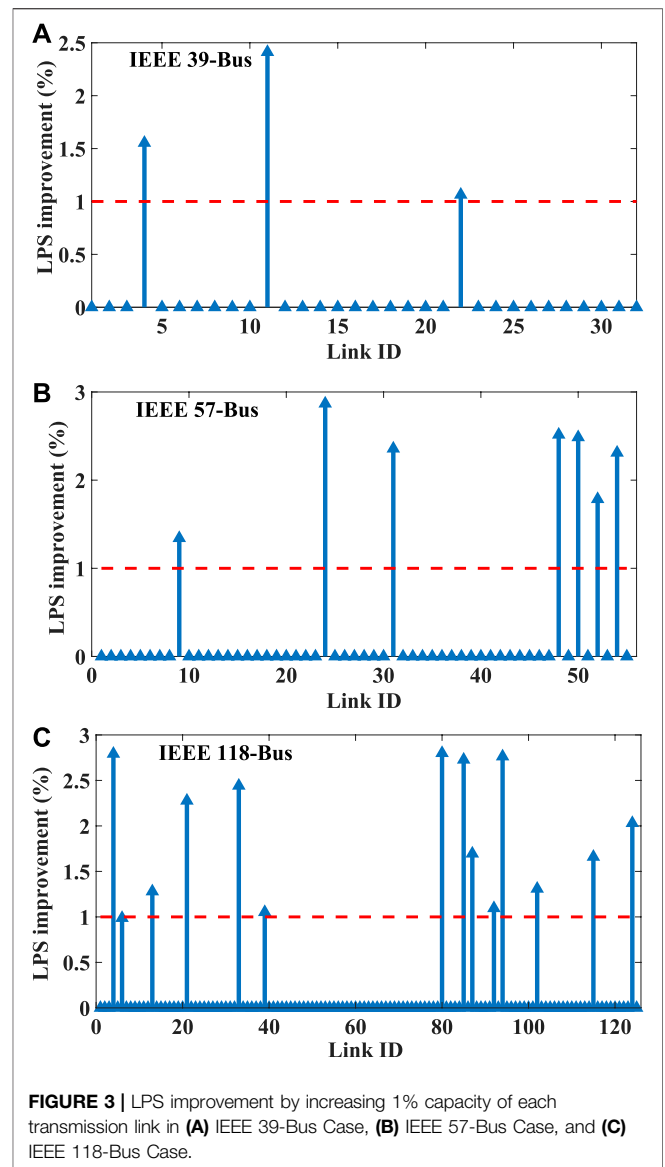 A
IEEE 39-Bus
LPS improvement (%)
2.5
2
1.5
1
0.5
0
5 10 15 20 25 30
Link ID
B
IEEE 57-Bus
LPS improvement (%)
3
2
1
0
0 10 20 30 40 50
Link ID
C
IEEE 118-Bus
LPS improvement (%)
3
2.5
2
1.5
1
0.5
0
0 20 40 60 80 100 120
Link ID
FIGURE 3 | LPS improvement by increasing 1% capacity of each
transmission link in (A) IEEE 39-Bus Case, (B) IEEE 57-Bus Case, and (C)
IEEE 118-Bus Case.